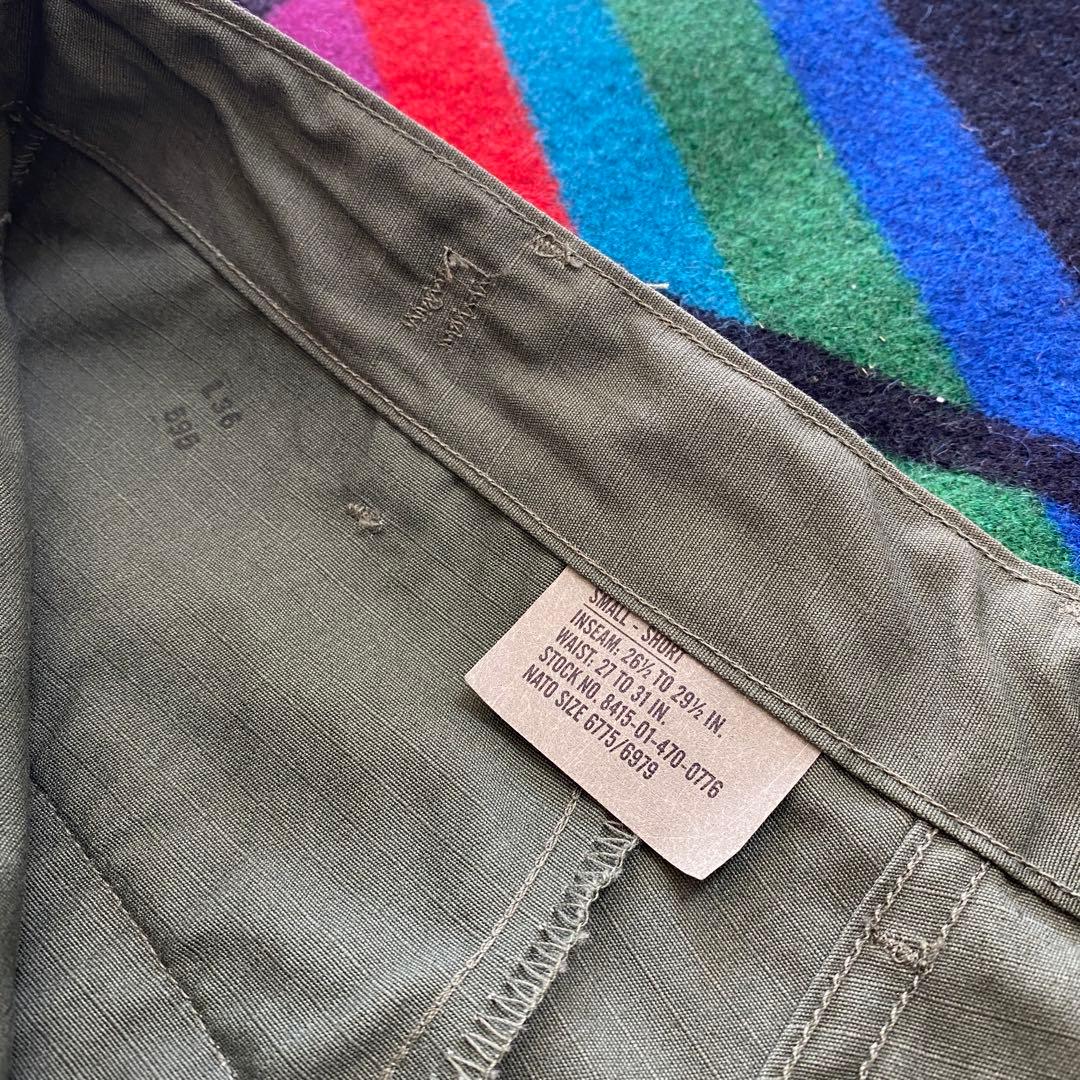 SMALL - SHORT
INSEAM: 26½ TO 29½ IN.
WAIST: 27 TO 31 IN.
STOCK NO. 8415-01-470-0776
NATO SIZE 6775/6979